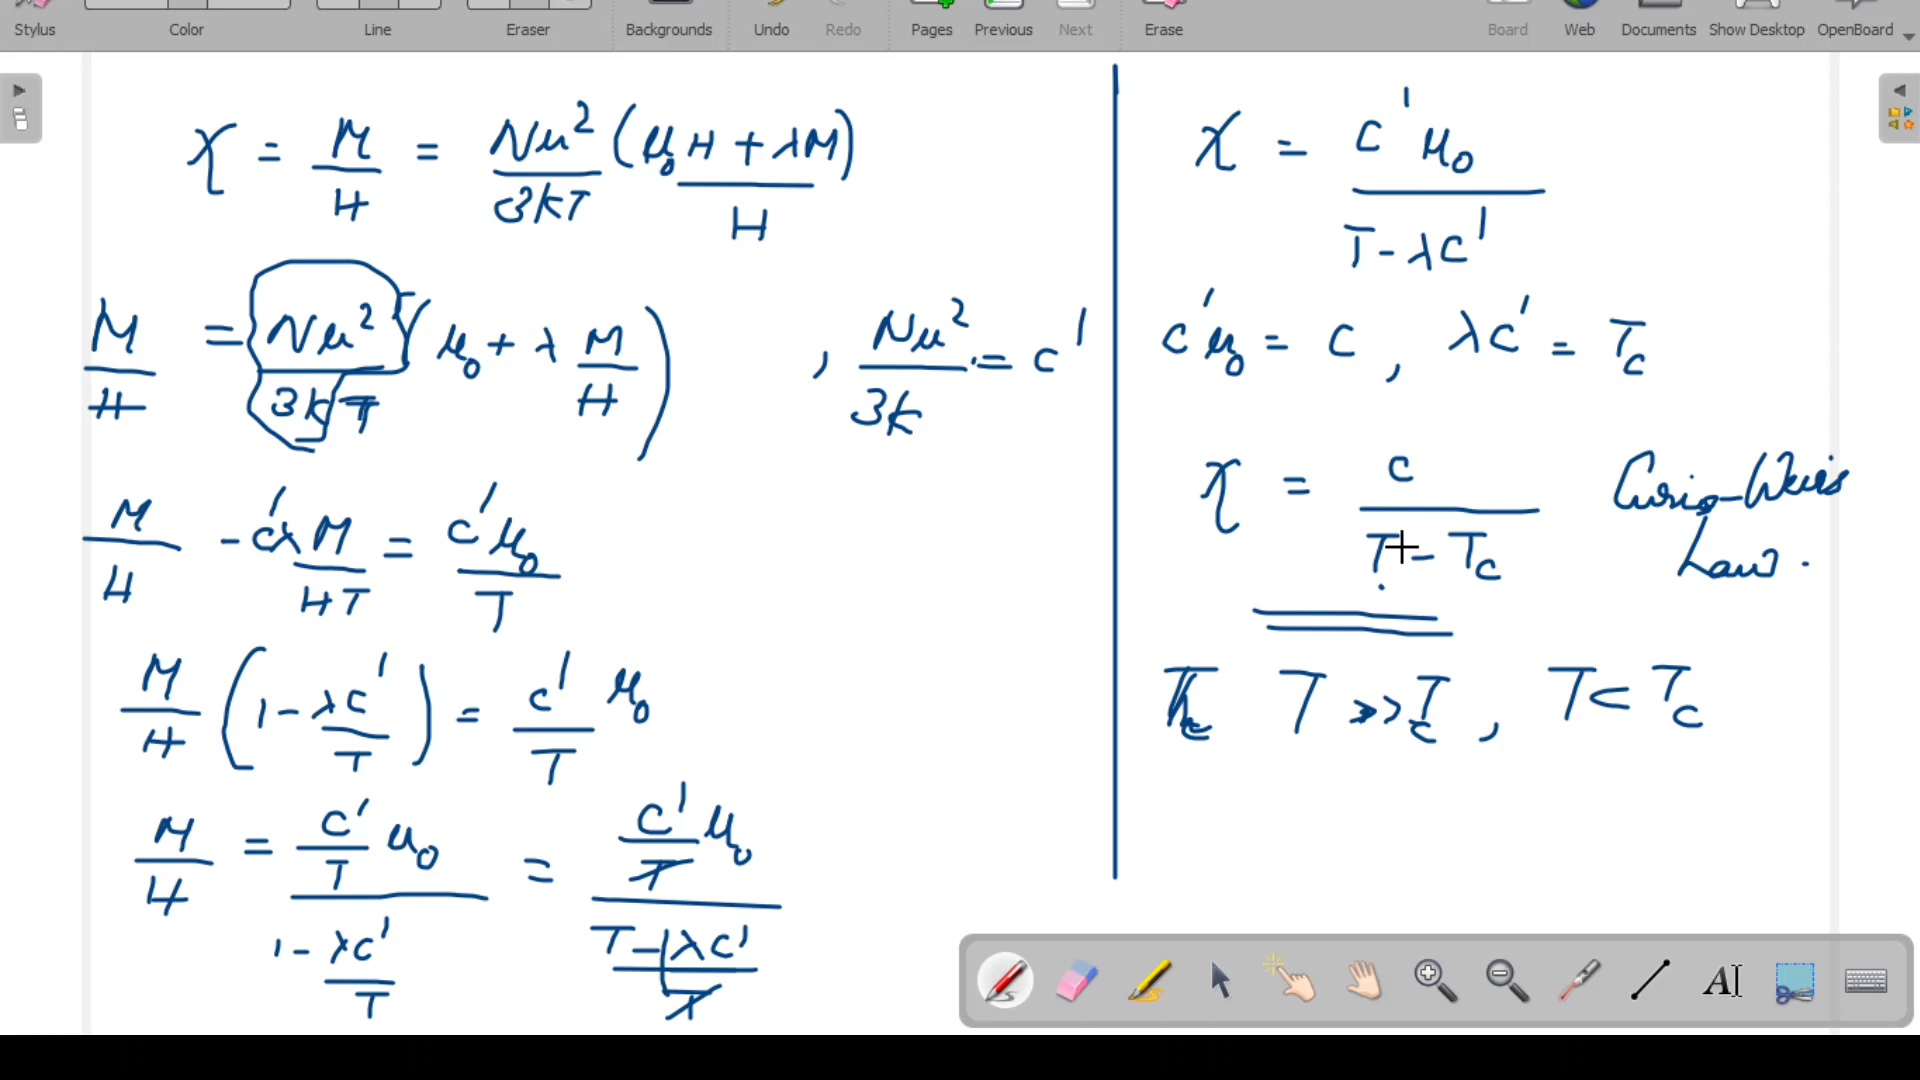 Stylus Color Line Eraser Backgrounds Undo Redo Pages Previous Next Erase Board Web Documents Show Desktop OpenBoard
χ = M/H = Nμ²/3kT (μ₀H + λM)/H
M/H = Nμ²/3kT (μ₀ + λ M/H) , Nμ²/3k = c'
M/H - c'λM/HT = c'μ₀/T
M/H (1 - λc'/T) = c'/T μ₀
M/H = (c'/T μ₀)/(1 - λc'/T) = (c'/T μ₀)/((T - λc')/T)
χ = c'μ₀/(T - λc')
c'μ₀ = c , λc' = Tc
χ = c/(T - Tc) Curie-Weiss
Law.
T >> Tc , T < Tc